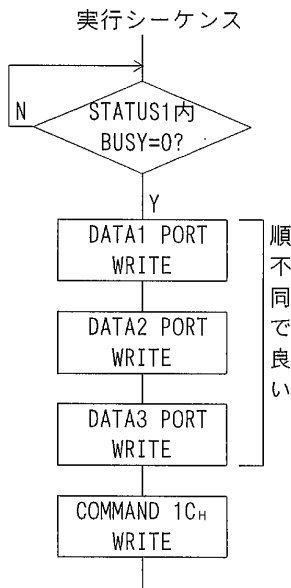 実行シーケンス
N
STATUS1内
BUSY=0?
Y
DATA1 PORT
WRITE
DATA2 PORT
WRITE
DATA3 PORT
WRITE
順不同で良い
COMMAND 1CH
WRITE